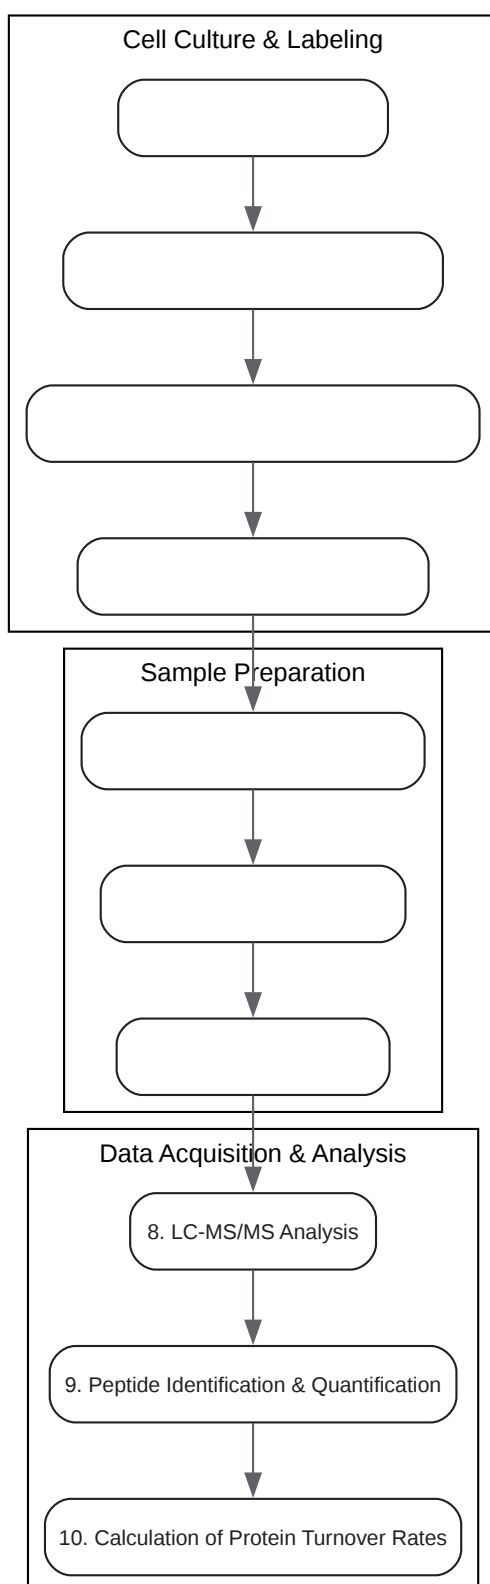 Cell Culture & Labeling
Sample Preparation
Data Acquisition & Analysis
8. LC-MS/MS Analysis
9. Peptide Identification & Quantification
10. Calculation of Protein Turnover Rates